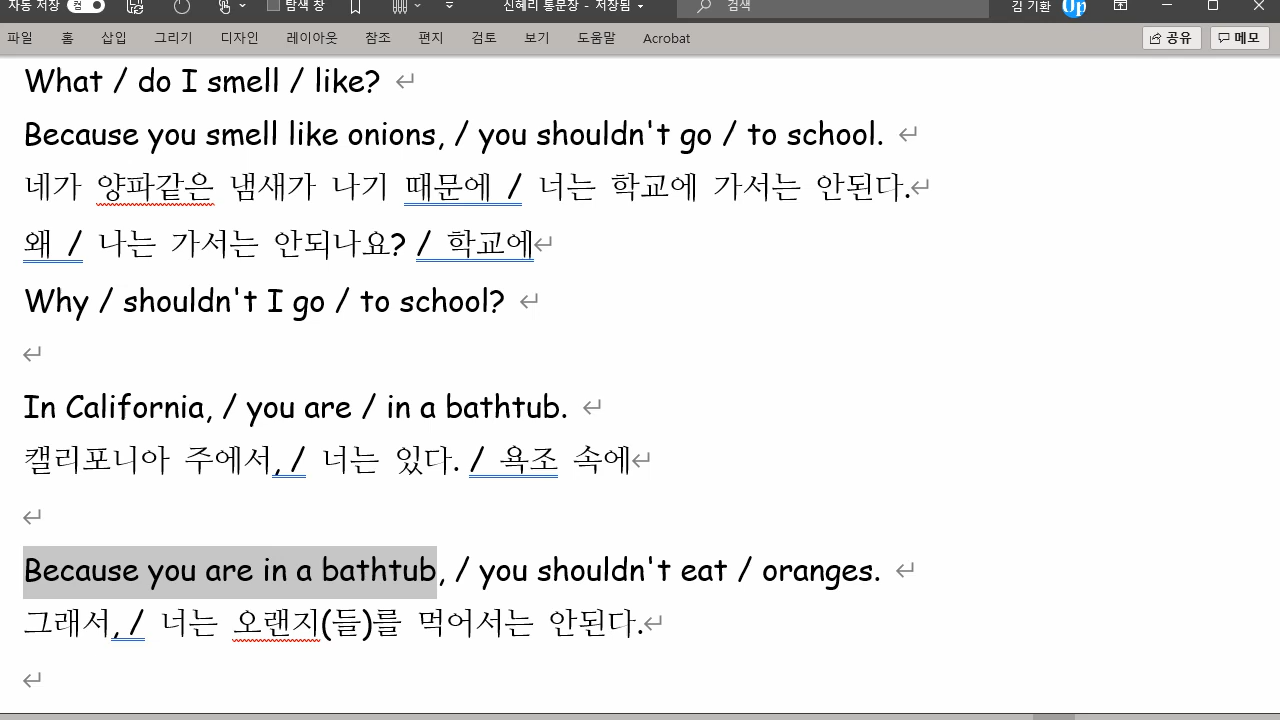 자동 저장 켬 탐색 창 신혜리 통문장 - 저장됨 검색 김 기환 Op
파일 홈 삽입 그리기 디자인 레이아웃 참조 편지 검토 보기 도움말 Acrobat 공유 메모
What / do I smell / like?
Because you smell like onions, / you shouldn't go / to school.
네가 양파같은 냄새가 나기 때문에 / 너는 학교에 가서는 안된다.
왜 / 나는 가서는 안되나요? / 학교에
Why / shouldn't I go / to school?
In California, / you are / in a bathtub.
캘리포니아 주에서, / 너는 있다. / 욕조 속에
Because you are in a bathtub, / you shouldn't eat / oranges.
그래서, / 너는 오랜지(들)를 먹어서는 안된다.